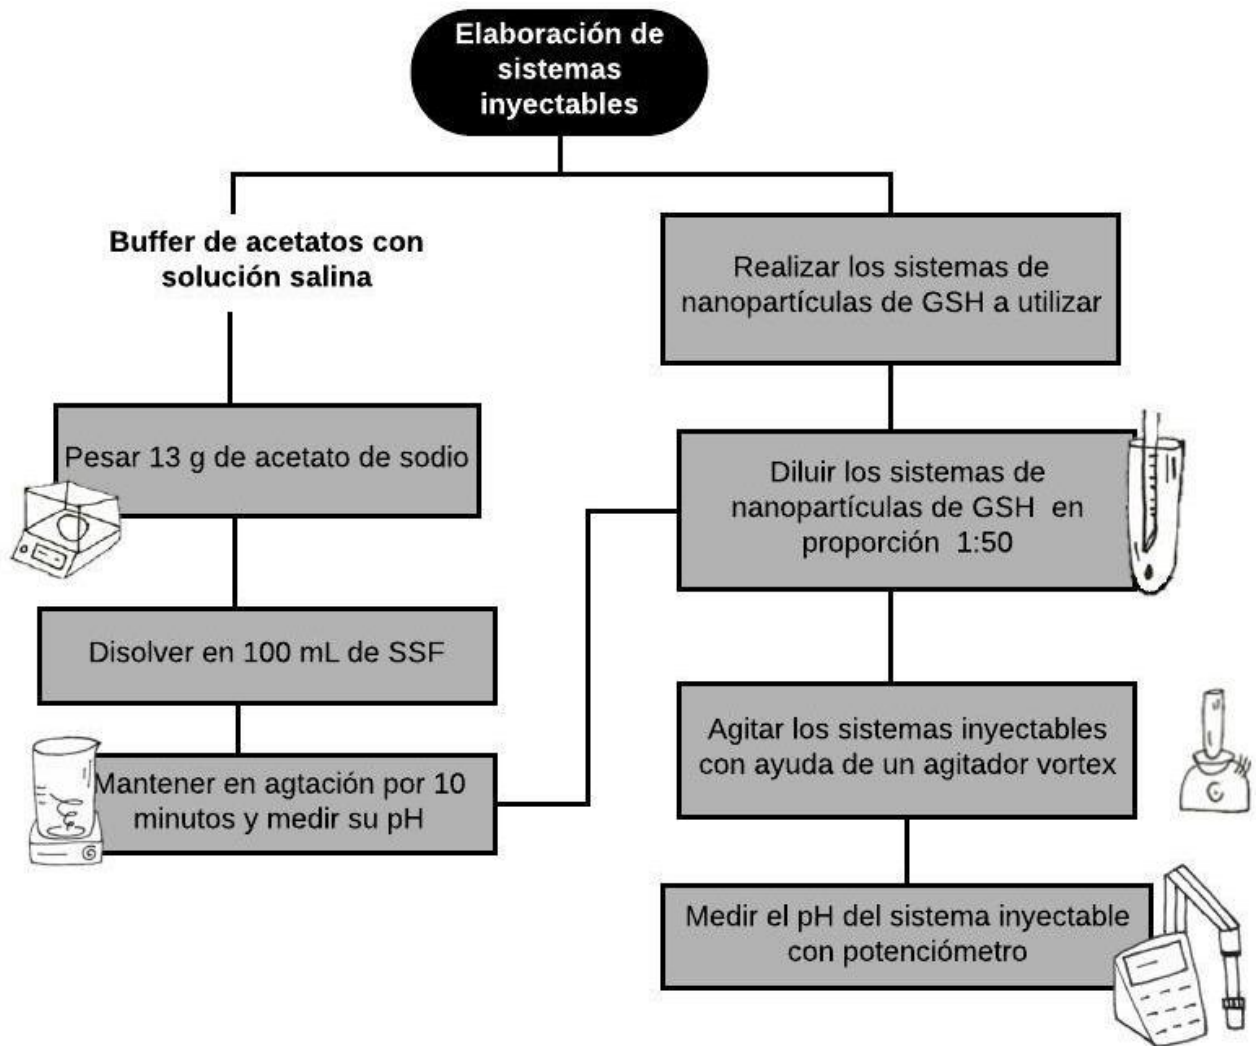 Elaboración de
sistemas
inyectables
Buffer de acetatos con
solución salina
Pesar 13 g de acetato de sodio
Disolver en 100 mL de SSF
Mantener en agtación por 10
minutos y medir su pH
Realizar los sistemas de
nanopartículas de GSH a utilizar
Diluir los sistemas de
nanopartículas de GSH en
proporción 1:50
Agitar los sistemas inyectables
con ayuda de un agitador vortex
Medir el pH del sistema inyectable
con potenciómetro